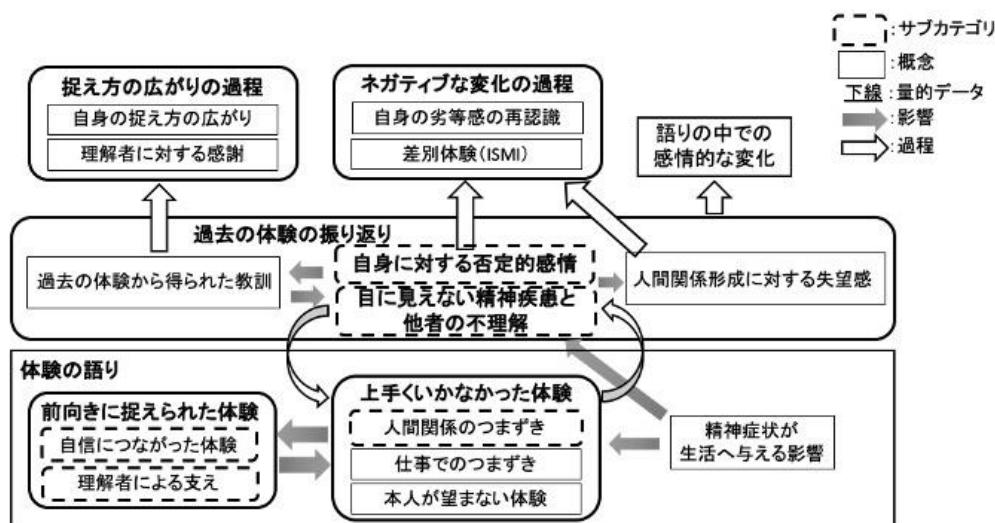 :サブカテゴリ
:概念
下線:量的データ
:影響
:過程
捉え方の広がりの過程
自身の捉え方の広がり
理解者に対する感謝
ネガティブな変化の過程
自身の劣等感の再認識
差別体験(ISMI)
語りの中での
感情的な変化
過去の体験の振り返り
過去の体験から得られた教訓
自身に対する否定的感情
目に見えない精神疾患と
他者の不理解
人間関係形成に対する失望感
体験の語り
前向きに捉えられた体験
自信につながった体験
理解者による支え
上手くいかなかった体験
人間関係のつまずき
仕事でのつまずき
本人が望まない体験
精神症状が
生活へ与える影響